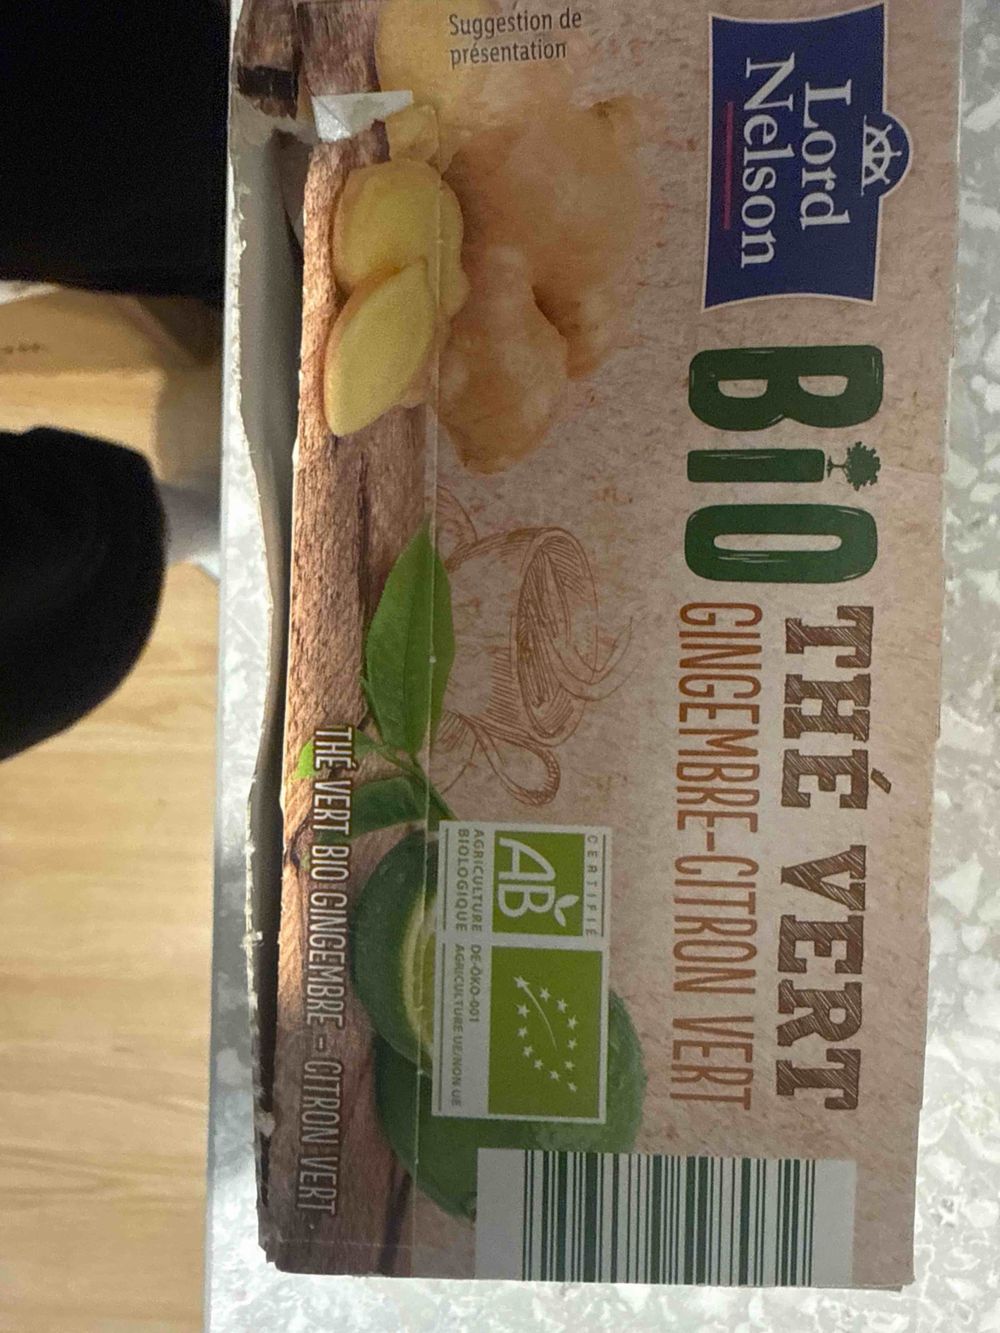 Suggestion de
présentation
Lord
Nelson
BIO
THÉ VERT
GINGEMBRE-CITRON VERT
CERTIFIÉ
AB
AGRICULTURE
BIOLOGIQUE
DE-ÖKO-001
AGRICULTURE UE/NON UE
THÉ VERT BIO GINGEMBRE - CITRON VERT